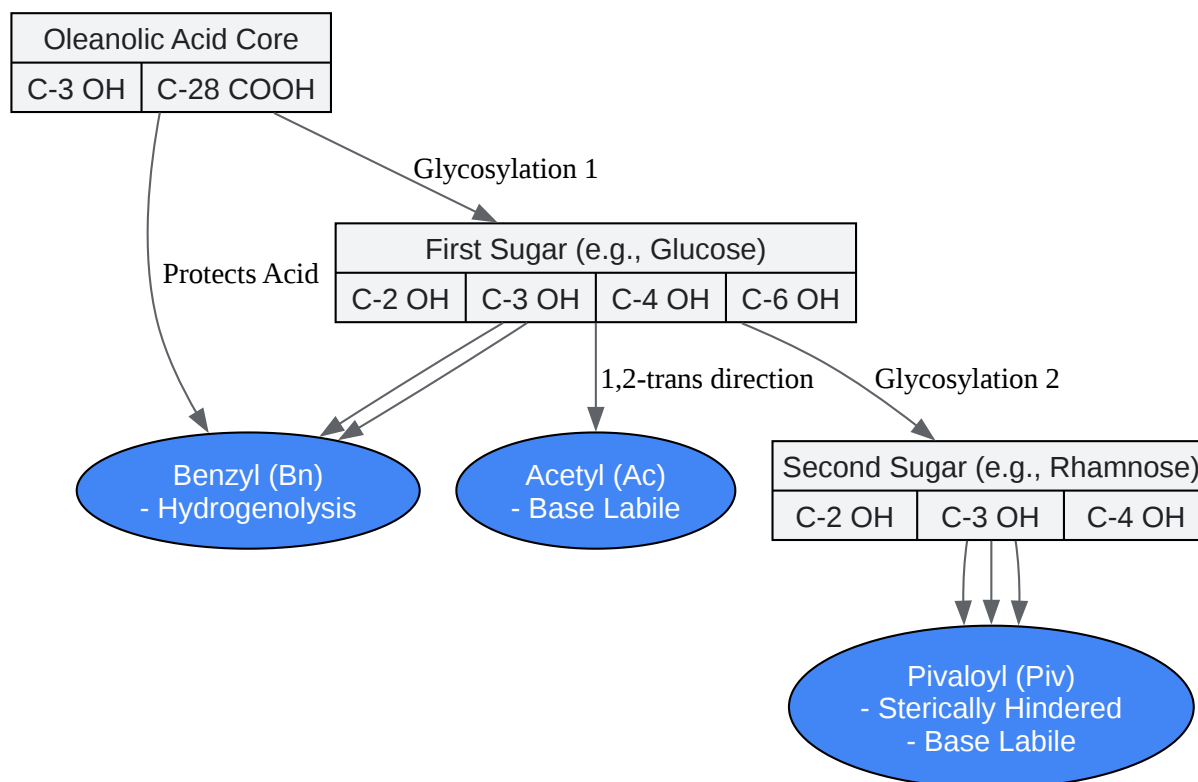 Oleanolic Acid Core
C-3 OH
C-28 COOH
Glycosylation 1
First Sugar (e.g., Glucose)
Protects Acid
C-2 OH
C-3 OH
C-4 OH
C-6 OH
1,2-trans direction
Glycosylation 2
Benzyl (Bn)
- Hydrogenolysis
Acetyl (Ac)
- Base Labile
Second Sugar (e.g., Rhamnose)
C-2 OH
C-3 OH
C-4 OH
Pivaloyl (Piv)
- Sterically Hindered
- Base Labile